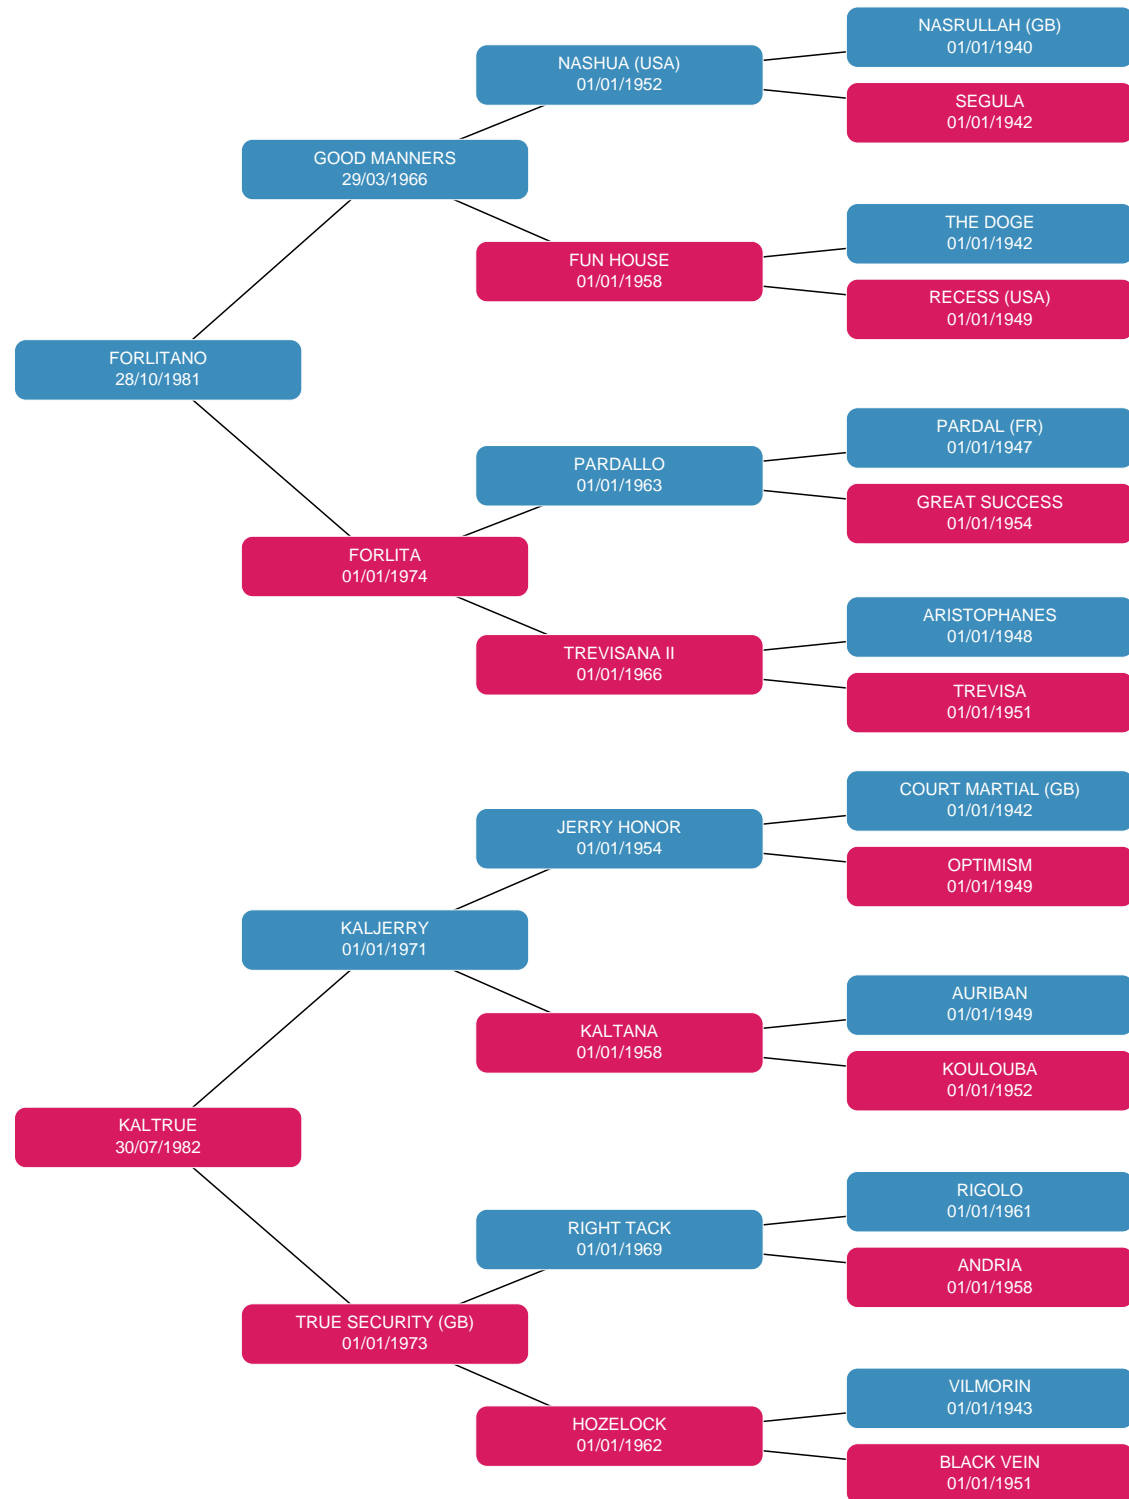 NASRULLAH (GB)
01/01/1940
NASHUA (USA)
01/01/1952
SEGULA
01/01/1942
GOOD MANNERS
29/03/1966
THE DOGE
01/01/1942
FUN HOUSE
01/01/1958
RECESS (USA)
01/01/1949
FORLITANO
28/10/1981
PARDAL (FR)
01/01/1947
PARDALLO
01/01/1963
GREAT SUCCESS
01/01/1954
FORLITA
01/01/1974
ARISTOPHANES
01/01/1948
TREVISANA II
01/01/1966
TREVISA
01/01/1951
COURT MARTIAL (GB)
01/01/1942
JERRY HONOR
01/01/1954
OPTIMISM
01/01/1949
KALJERRY
01/01/1971
AURIBAN
01/01/1949
KALTANA
01/01/1958
KOULOUBA
01/01/1952
KALTRUE
30/07/1982
RIGOLO
01/01/1961
RIGHT TACK
01/01/1969
ANDRIA
01/01/1958
TRUE SECURITY (GB)
01/01/1973
VILMORIN
01/01/1943
HOZELOCK
01/01/1962
BLACK VEIN
01/01/1951